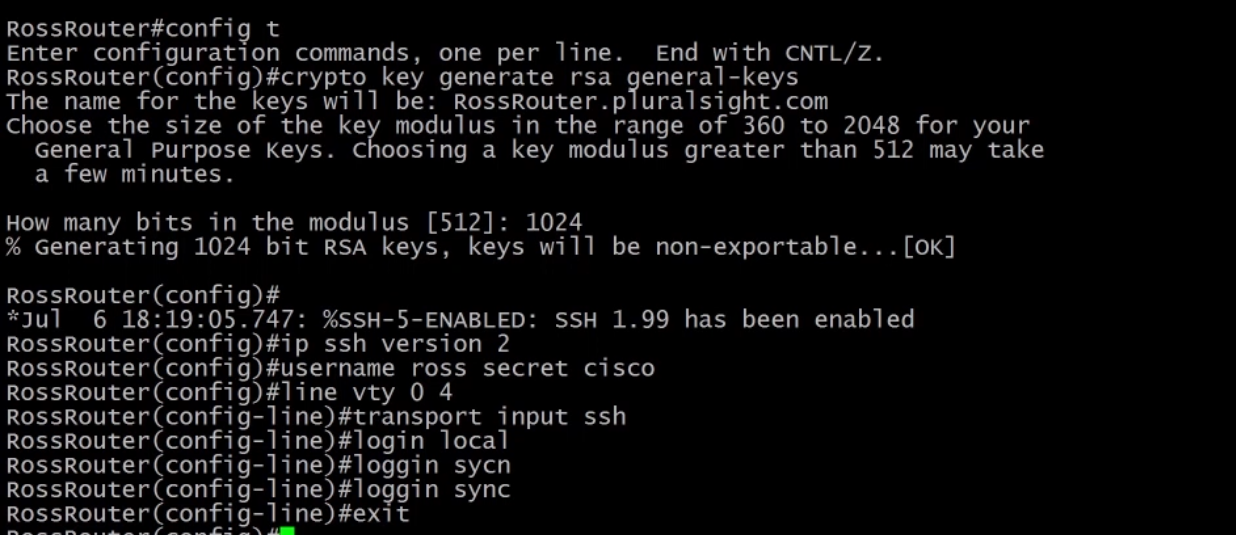 RossRouter#config t
Enter configuration commands, one per line.  End with CNTL/Z.
RossRouter(config)#crypto key generate rsa general-keys
The name for the keys will be: RossRouter.pluralsight.com
Choose the size of the key modulus in the range of 360 to 2048 for your
  General Purpose Keys. Choosing a key modulus greater than 512 may take
  a few minutes.
How many bits in the modulus [512]: 1024
% Generating 1024 bit RSA keys, keys will be non-exportable...[OK]
RossRouter(config)#
*Jul  6 18:19:05.747: %SSH-5-ENABLED: SSH 1.99 has been enabled
RossRouter(config)#ip ssh version 2
RossRouter(config)#username ross secret cisco
RossRouter(config)#line vty 0 4
RossRouter(config-line)#transport input ssh
RossRouter(config-line)#login local
RossRouter(config-line)#loggin sycn
RossRouter(config-line)#loggin sync
RossRouter(config-line)#exit
RossRouter(config)#